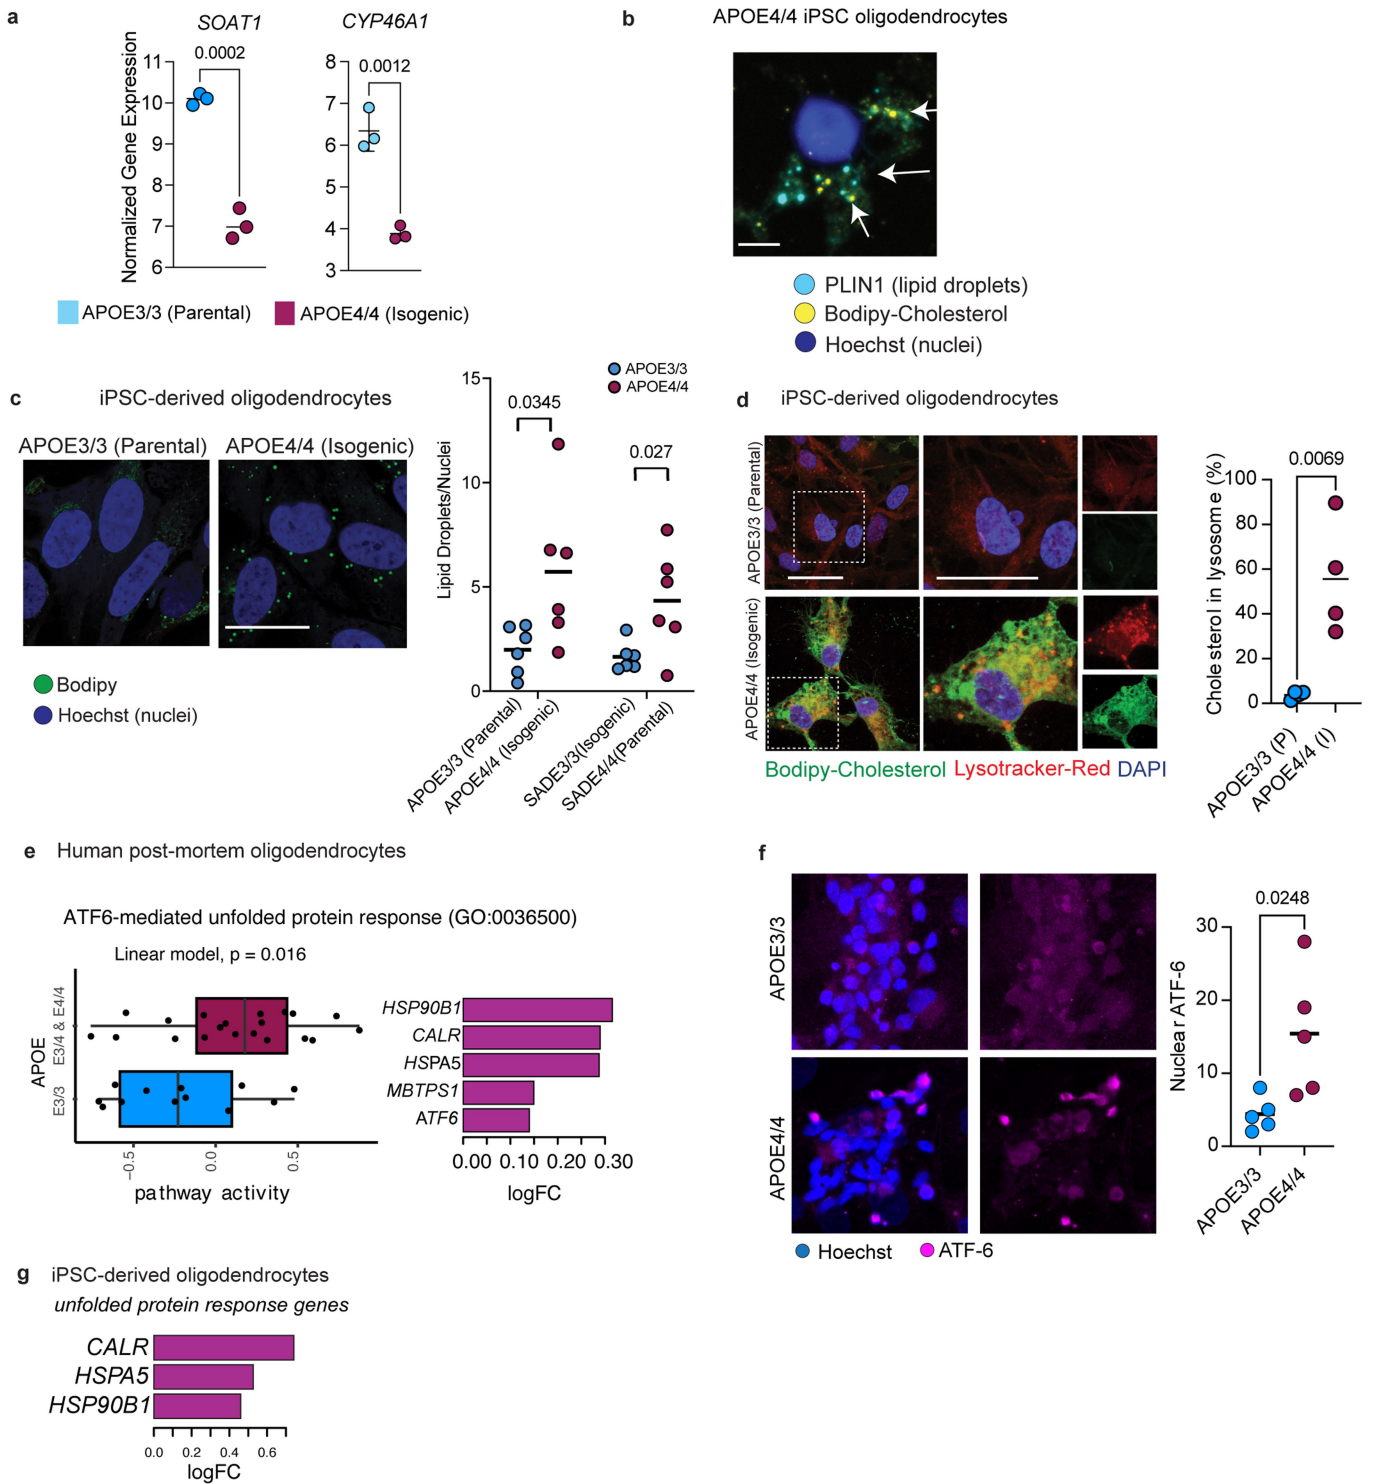 a
SOAT1
CYP46A1
Normalized Gene Expression
0.0002
0.0012
11
10
9
8
7
6
8
7
6
5
4
3
APOE3/3 (Parental)
APOE4/4 (Isogenic)
b
APOE4/4 iPSC oligodendrocytes
PLIN1 (lipid droplets)
Bodipy-Cholesterol
Hoechst (nuclei)
c
iPSC-derived oligodendrocytes
APOE3/3 (Parental)
APOE4/4 (Isogenic)
Bodipy
Hoechst (nuclei)
APOE3/3
APOE4/4
Lipid Droplets/Nuclei
15
10
5
0
0.0345
0.027
APOE3/3 (Parental)
APOE4/4 (Isogenic)
SADE3/3(Isogenic)
SADE4/4(Parental)
d
iPSC-derived oligodendrocytes
APOE3/3 (Parental)
APOE4/4 (Isogenic)
Bodipy-Cholesterol Lysotracker-Red DAPI
Cholesterol in lysosome (%)
0.0069
100
80
60
40
20
0
APOE3/3 (P)
APOE4/4 (I)
e
Human post-mortem oligodendrocytes
ATF6-mediated unfolded protein response (GO:0036500)
Linear model, p = 0.016
APOE
E3/4 & E4/4
E3/3
−0.5
0.0
0.5
pathway activity
HSP90B1
CALR
HSPA5
MBTPS1
ATF6
0.00 0.10 0.20 0.30
logFC
f
APOE3/3
APOE4/4
Hoechst
ATF-6
Nuclear ATF-6
0.0248
30
20
10
0
APOE3/3
APOE4/4
g
iPSC-derived oligodendrocytes
unfolded protein response genes
CALR
HSPA5
HSP90B1
0.0 0.2 0.4 0.6
logFC